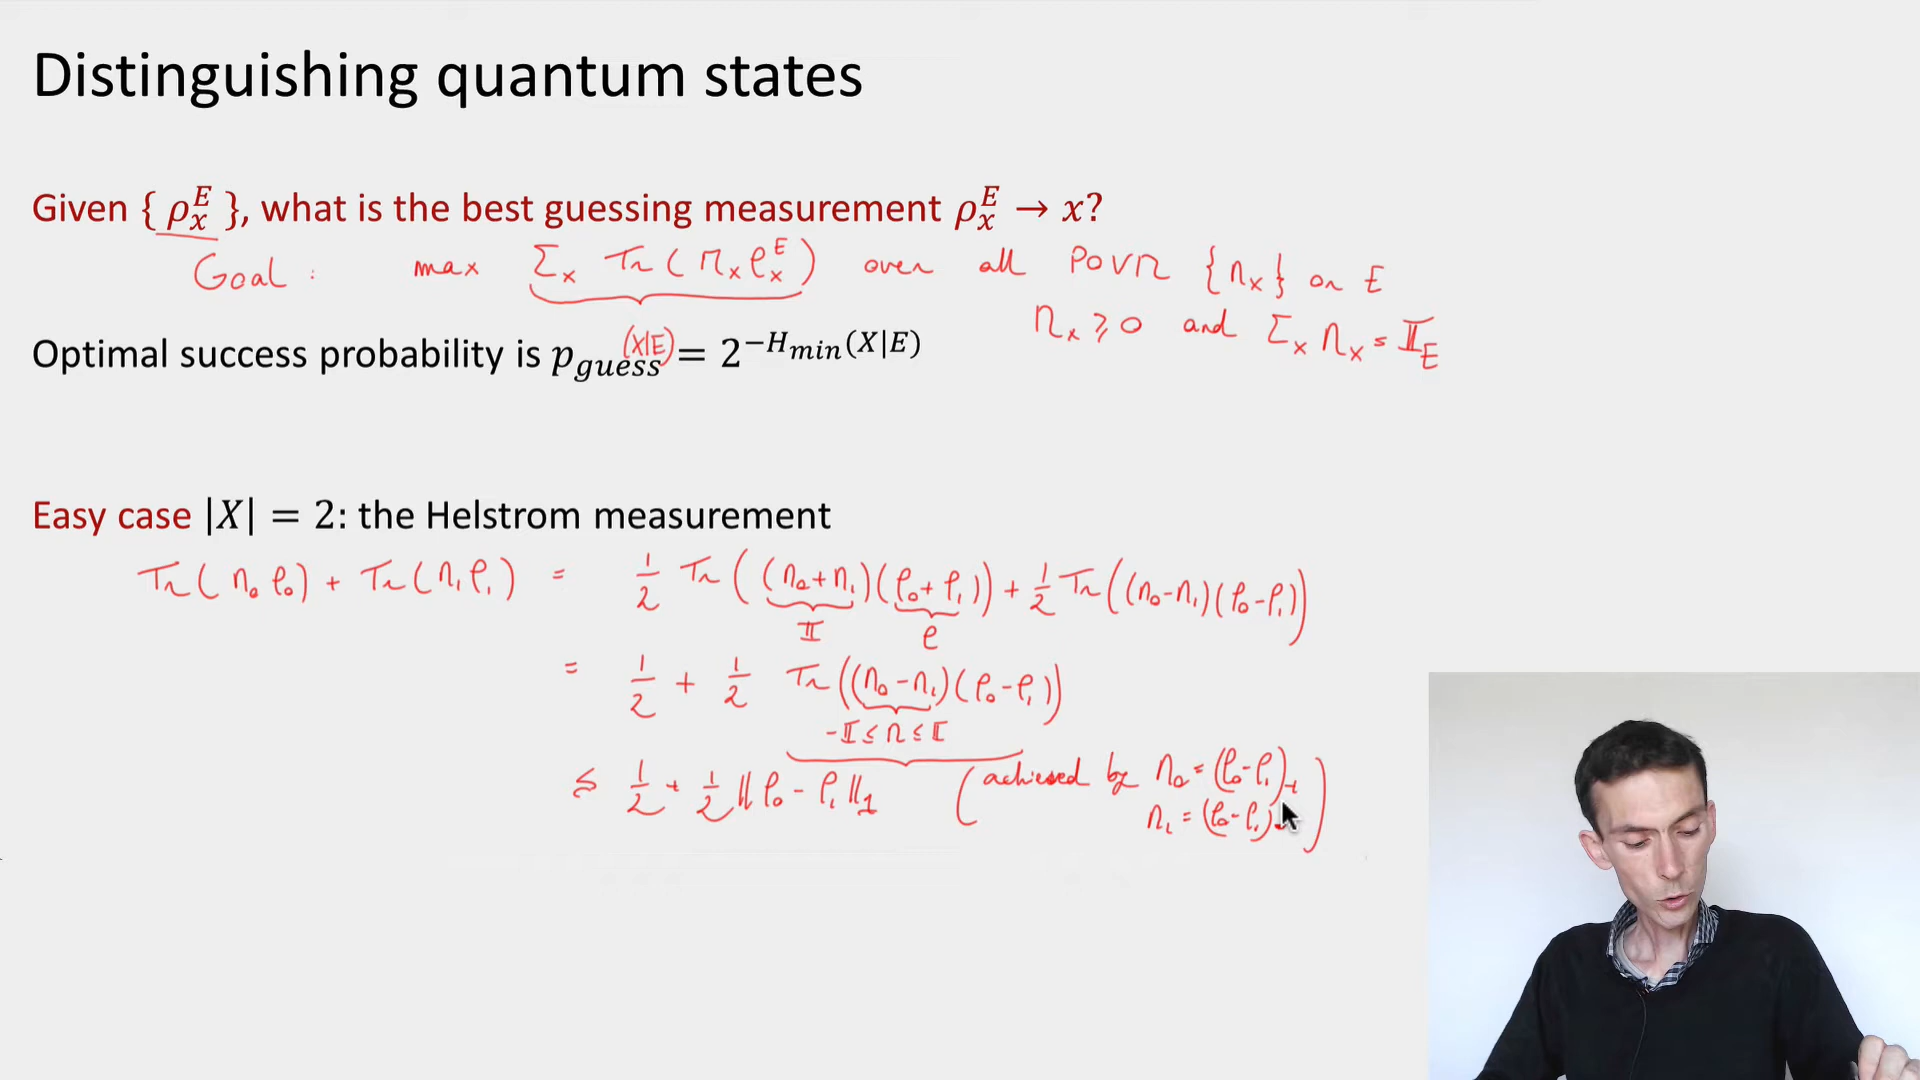 Distinguishing quantum states
Given { ρ_x^E }, what is the best guessing measurement ρ_x^E → x?
Goal : max Σ_x Tr(M_x ρ_x^E) over all POVM {M_x} on E
M_x ≥ 0 and Σ_x M_x = 𝕀_E
Optimal success probability is p_guess (X|E) = 2^{-H_min(X|E)}
Easy case |X| = 2: the Helstrom measurement
Tr(M_0 ρ_0) + Tr(M_1 ρ_1) = 1/2 Tr((M_0+M_1)(ρ_0+ρ_1)) + 1/2 Tr((M_0-M_1)(ρ_0-ρ_1))
𝕀 ρ
= 1/2 + 1/2 Tr((M_0-M_1)(ρ_0-ρ_1))
-𝕀 ≤ M ≤ 𝕀
≤ 1/2 + 1/2 ||ρ_0 - ρ_1||_1 (achieved by M_0 = (ρ_0-ρ_1)_+
M_1 = (ρ_0-ρ_1)_- )